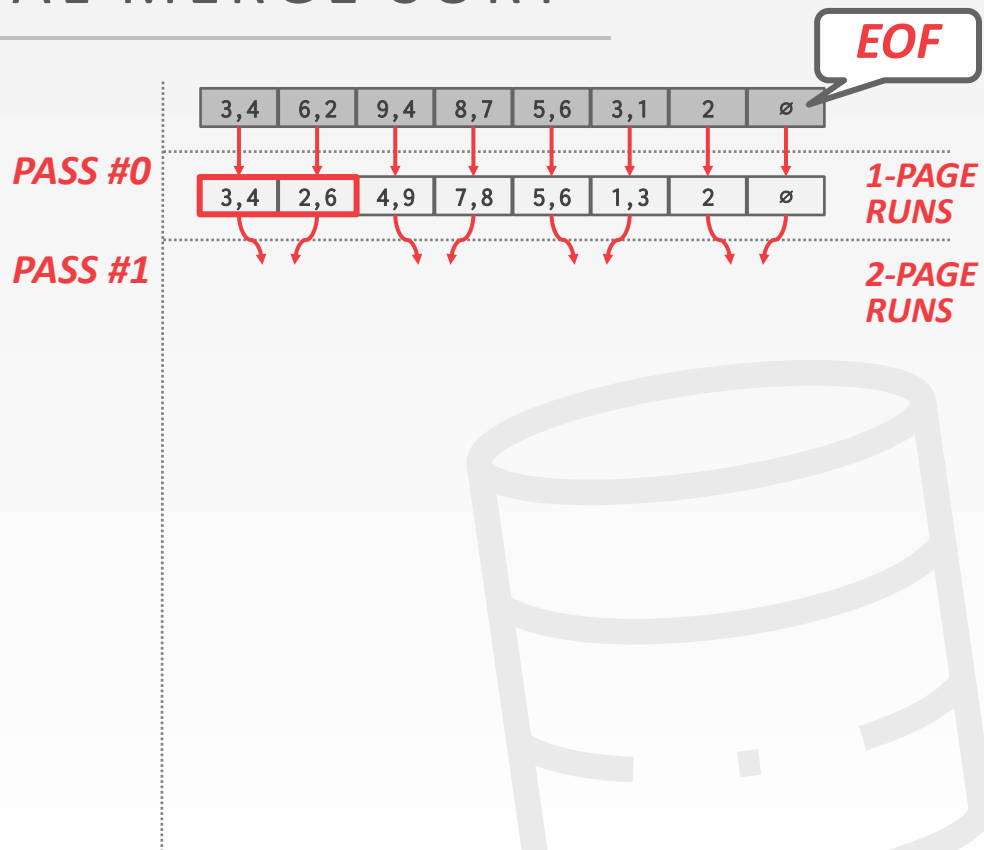 EOF
3,4 6,2 9,4 8,7 5,6 3,1 2 ∅
PASS #0
3,4 2,6 4,9 7,8 5,6 1,3 2 ∅
1-PAGE
RUNS
PASS #1
2-PAGE
RUNS